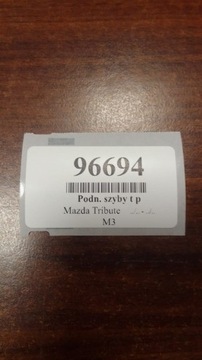 96694
Podn. szyby t p
Mazda Tribute
M3